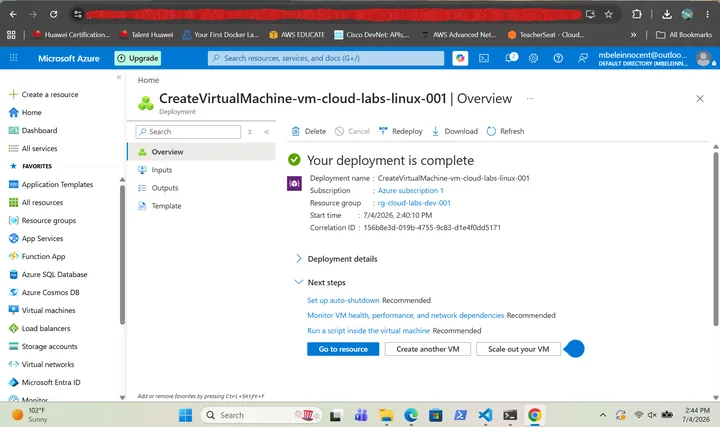 Huawei Certification...
Talent Huawei
Your First Docker La...
AWS EDUCATE
Cisco DevNet: APIs,...
TeacherSeat - Cloud...
All Bookmarks
Microsoft Azure
Upgrade
Search resources, services, and docs (G+/)
7
mbeleinnocent@outloo...
DEFAULT DIRECTORY (MBELEINN...
Create a resource
Home
Dashboard
All services
FAVORITES
Application Templates
All resources
Resource groups
App Services
Function App
Azure SQL Database
Azure Cosmos DB
Virtual machines
Load balancers
Storage accounts
Virtual networks
Microsoft Entra ID
Monitor
Home
CreateVirtualMachine-vm-cloud-labs-linux-001 | Overview
Deployment
Search
Overview
Inputs
Outputs
Template
Add or remove favorites by pressing Ctrl+Shift+F
Delete
Cancel
Redeploy
Download
Refresh
Your deployment is complete
Deployment name : CreateVirtualMachine-vm-cloud-labs-linux-001
Subscription : Azure subscription 1
Resource group : rg-cloud-labs-dev-001
Start time : 7/4/2026, 2:40:10 PM
Correlation ID : 156b8e3d-019b-4755-9c83-d1e4f0dd5171
Deployment details
Next steps
Set up auto-shutdown Recommended
Monitor VM health, performance, and network dependencies Recommended
Run a script inside the virtual machine Recommended
Go to resource
Create another VM
Scale out your VM
102°F
Sunny
Search
2:44 PM
7/4/2026